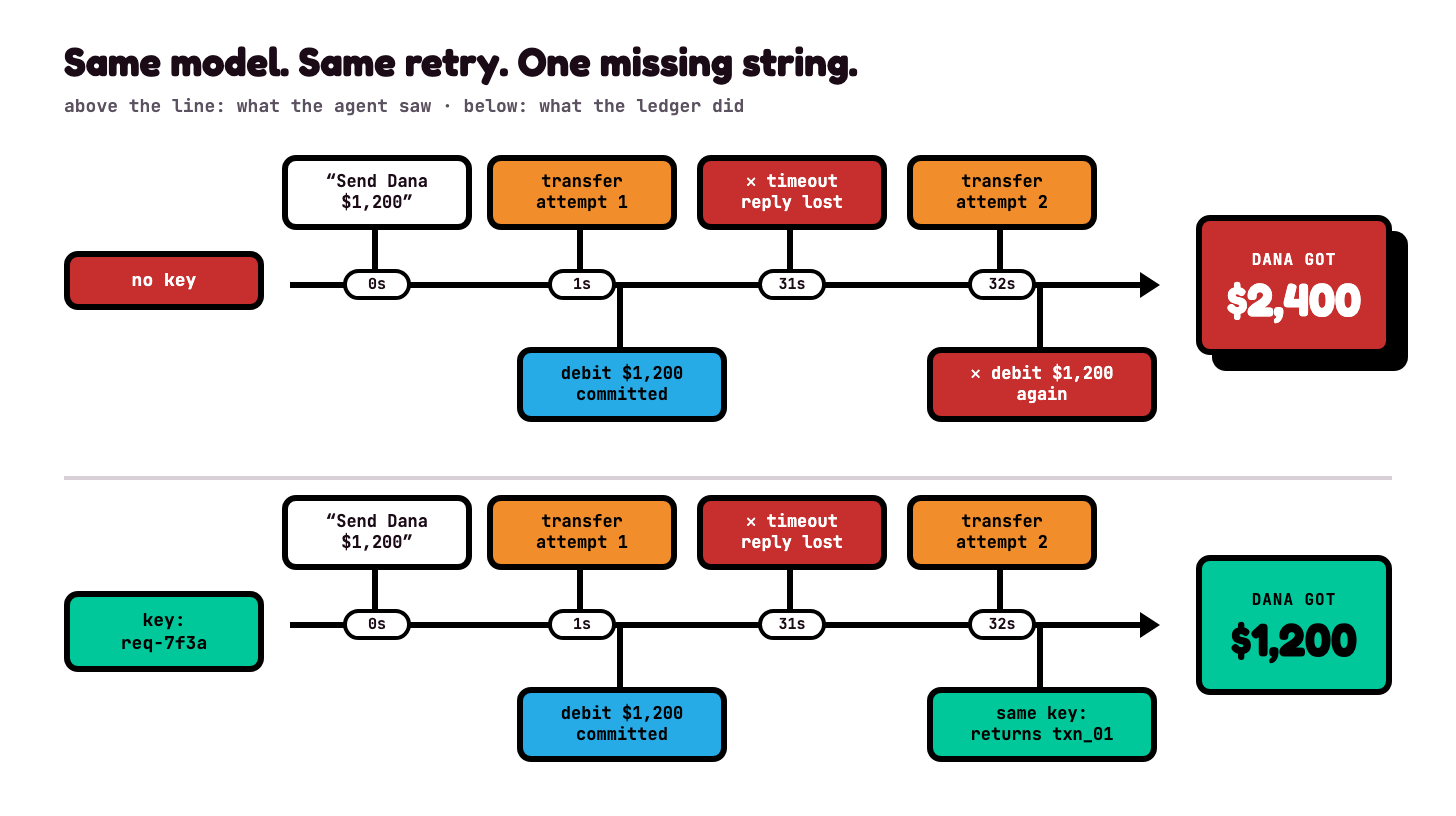 Same model. Same retry. One missing string.
above the line: what the agent saw · below: what the ledger did
“Send Dana
$1,200”
transfer
attempt 1
× timeout
reply lost
transfer
attempt 2
no key
0s
1s
31s
32s
debit $1,200
committed
× debit $1,200
again
DANA GOT
$2,400
“Send Dana
$1,200”
transfer
attempt 1
× timeout
reply lost
transfer
attempt 2
key:
req-7f3a
0s
1s
31s
32s
debit $1,200
committed
same key:
returns txn_01
DANA GOT
$1,200